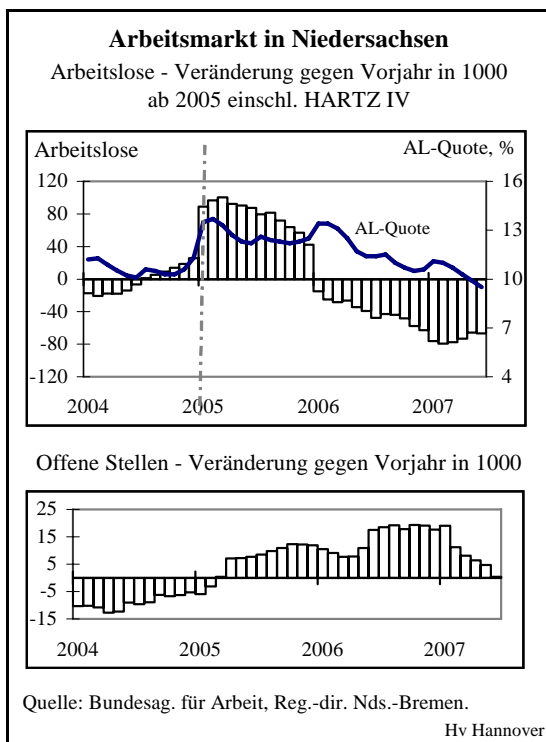 Arbeitsmarkt in Niedersachsen
Arbeitslose - Veränderung gegen Vorjahr in 1000
ab 2005 einschl. HARTZ IV
Arbeitslose AL-Quote, %
120 16
80 13
40 AL-Quote
0 10
-40 7
-80
-120 4
2004 2005 2006 2007
Offene Stellen - Veränderung gegen Vorjahr in 1000
25
15
5
-5
-15
2004 2005 2006 2007
Quelle: Bundesag. für Arbeit, Reg.-dir. Nds.-Bremen.
Hv Hannover